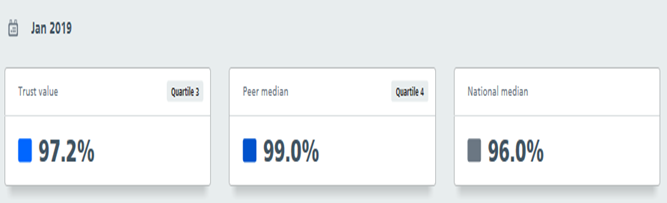 Jan 2019
Trust value Quartile 3
97.2%
Peer median Quartile 4
99.0%
National median
96.0%